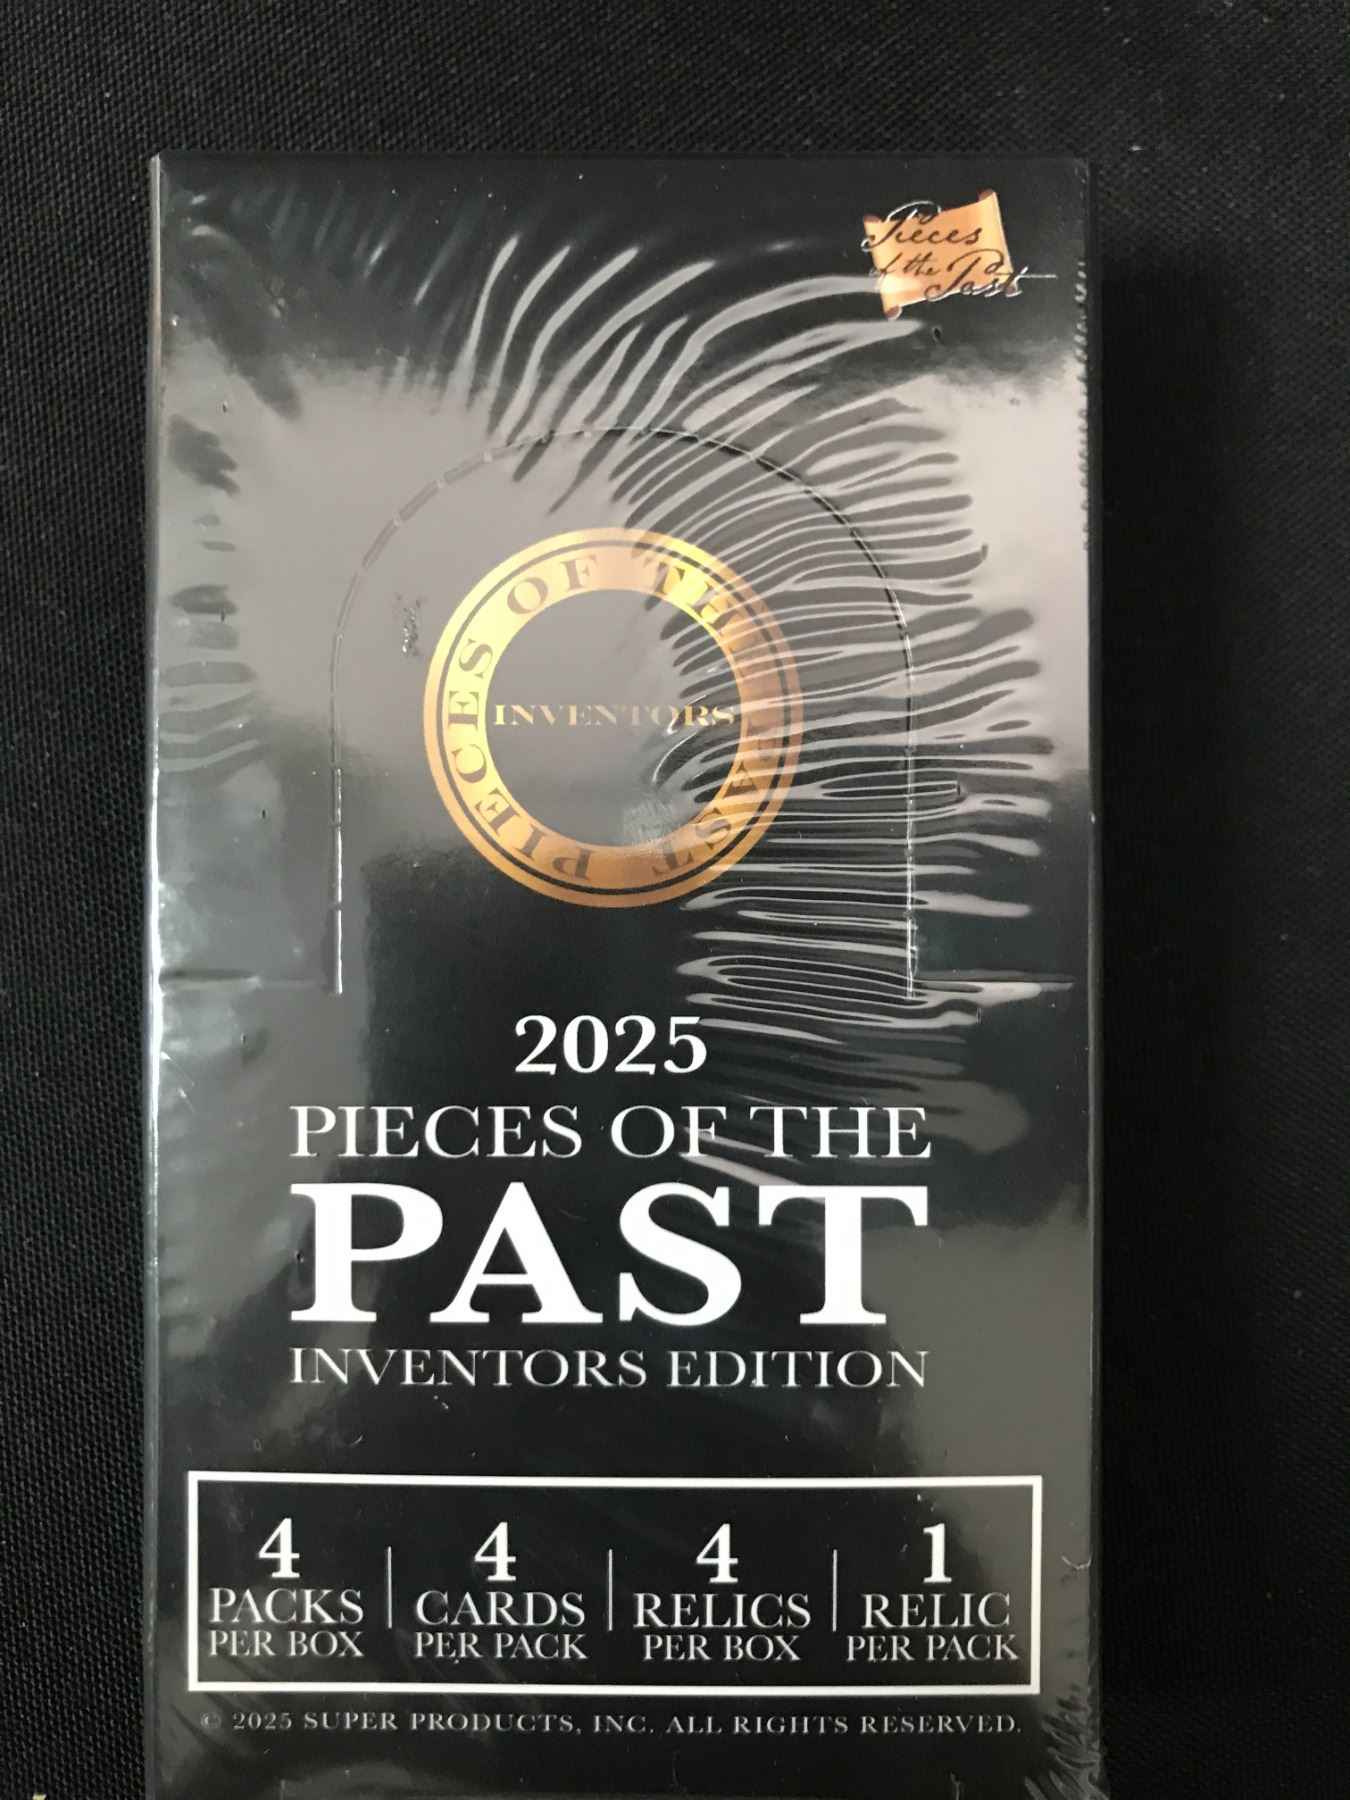 Pieces
of the Past
PIECES OF THE PAST
INVENTORS
2025
PIECES OF THE
PAST
INVENTORS EDITION
4
PACKS
PER BOX
4
CARDS
PER PACK
4
RELICS
PER BOX
1
RELIC
PER PACK
© 2025 SUPER PRODUCTS, INC. ALL RIGHTS RESERVED.